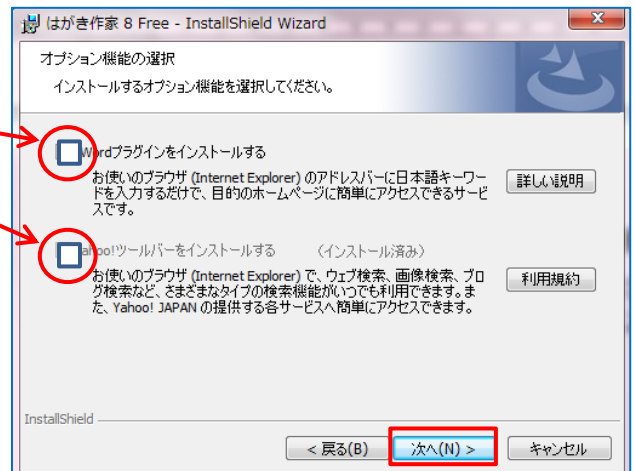 はがき作家 8 Free - InstallShield Wizard
オプション機能の選択
インストールするオプション機能を選択してください。
Wordプラグインをインストールする
お使いのブラウザ (Internet Explorer) のアドレスバーに日本語キーワー
ドを入力するだけで、目的のホームページに簡単にアクセスできるサービ
スです。
詳しい説明
ahoo!ツールバーをインストールする (インストール済み)
お使いのブラウザ (Internet Explorer) で、ウェブ検索、画像検索、ブロ
グ検索など、さまざまなタイプの検索機能がいつでも利用できます。ま
た、Yahoo! JAPAN の提供する各サービスへ簡単にアクセスできます。
利用規約
InstallShield
< 戻る(B)
次へ(N) >
キャンセル